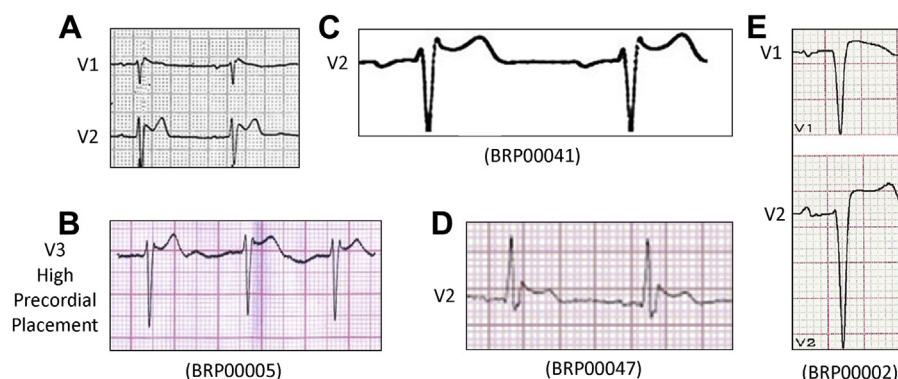 A
V1
V2
B
V3
High
Precordial
Placement
(BRP00005)
C
V2
(BRP00041)
D
V2
(BRP00047)
E
V1
V1
V2
V2
(BRP00002)